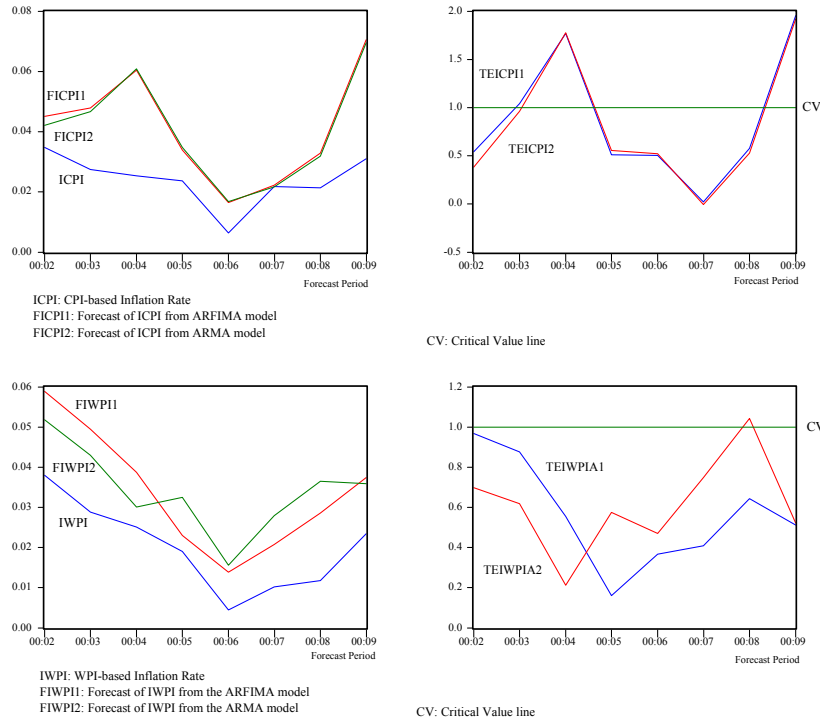 0.08
0.06
0.04
0.02
0.00
FICPI1
FICPI2
ICPI
00:02 00:03 00:04 00:05 00:06 00:07 00:08 00:09
Forecast Period
ICPI: CPI-based Inflation Rate
FICPI1: Forecast of ICPI from ARFIMA model
FICPI2: Forecast of ICPI from ARMA model
2.0
1.5
1.0
0.5
0.0
-0.5
TEICPI1
TEICPI2
CV
00:02 00:03 00:04 00:05 00:06 00:07 00:08 00:09
Forecast Period
CV: Critical Value line
0.06
0.05
0.04
0.03
0.02
0.01
0.00
FIWPI1
FIWPI2
IWPI
00:02 00:03 00:04 00:05 00:06 00:07 00:08 00:09
Forecast Period
IWPI: WPI-based Inflation Rate
FIWPI1: Forecast of IWPI from the ARFIMA model
FIWPI2: Forecast of IWPI from the ARMA model
1.2
1.0
0.8
0.6
0.4
0.2
0.0
TEIWPIA1
TEIWPIA2
CV
00:02 00:03 00:04 00:05 00:06 00:07 00:08 00:09
Forecast Period
CV: Critical Value line